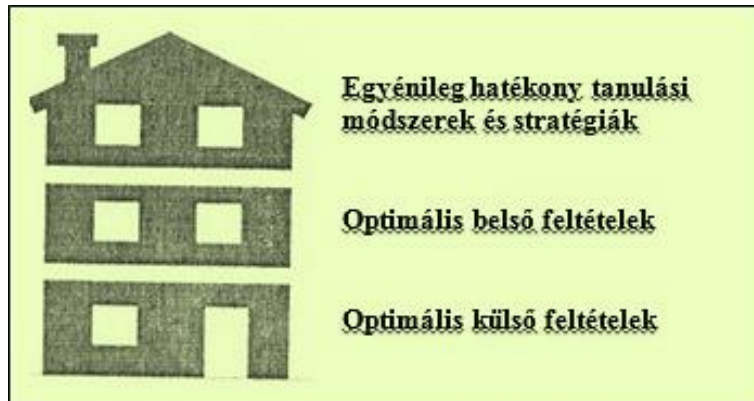 Egyénileg hatékony tanulási
módszerek és stratégiák
Optimális belső feltételek
Optimális külső feltételek